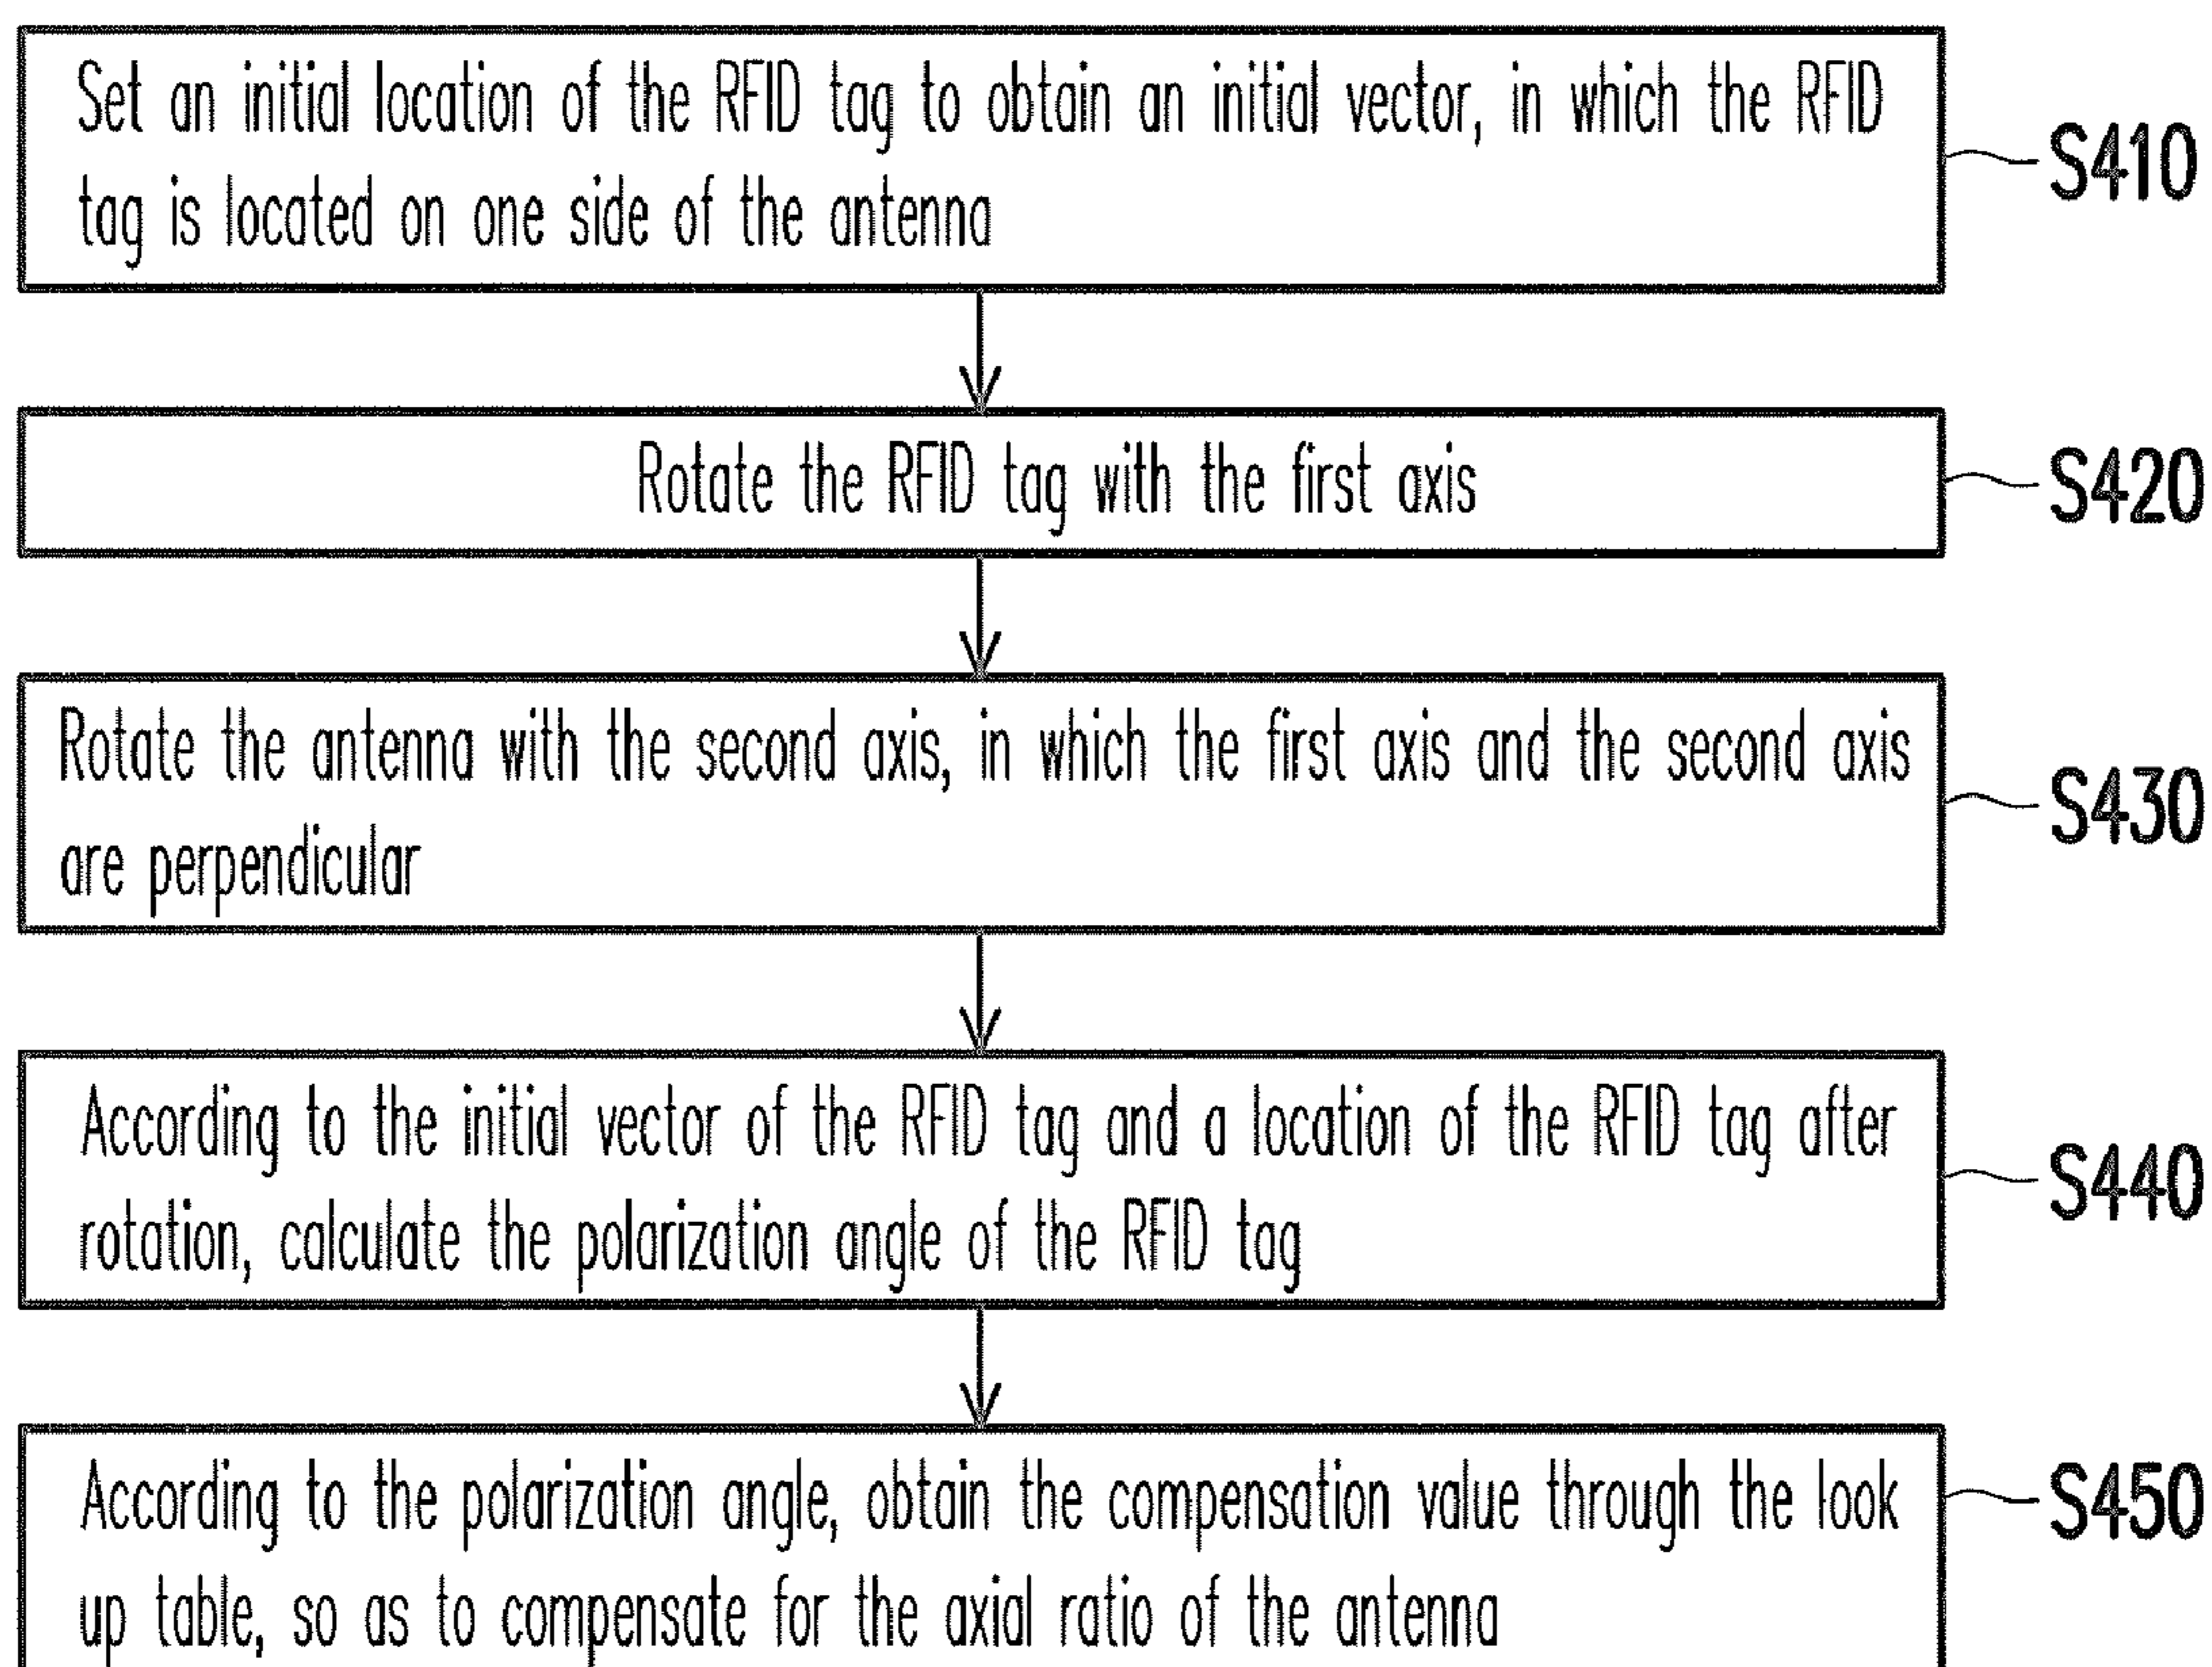 Set an initial location of the RFID tag to obtain an initial vector, in which the RFID
tag is located on one side of the antenna
S410
Rotate the RFID tag with the first axis
S420
Rotate the antenna with the second axis, in which the first axis and the second axis
are perpendicular
S430
According to the initial vector of the RFID tag and a location of the RFID tag after
rotation, calculate the polarization angle of the RFID tag
S440
According to the polarization angle, obtain the compensation value through the look
up table, so as to compensate for the axial ratio of the antenna
S450